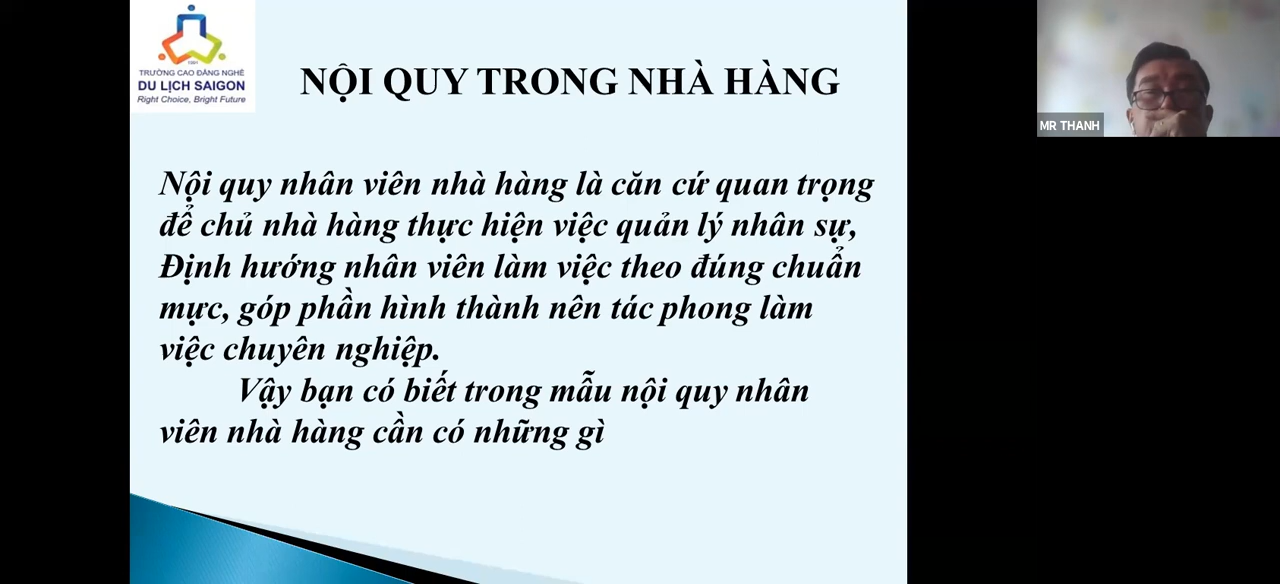 1981
TRƯỜNG CAO ĐẲNG NGHỀ
DU LỊCH SAIGON
Right Choice, Bright Future
NỘI QUY TRONG NHÀ HÀNG
Nội quy nhân viên nhà hàng là căn cứ quan trọng
để chủ nhà hàng thực hiện việc quản lý nhân sự,
Định hướng nhân viên làm việc theo đúng chuẩn
mực, góp phần hình thành nên tác phong làm
việc chuyên nghiệp.
Vậy bạn có biết trong mẫu nội quy nhân
viên nhà hàng cần có những gì
MR THANH